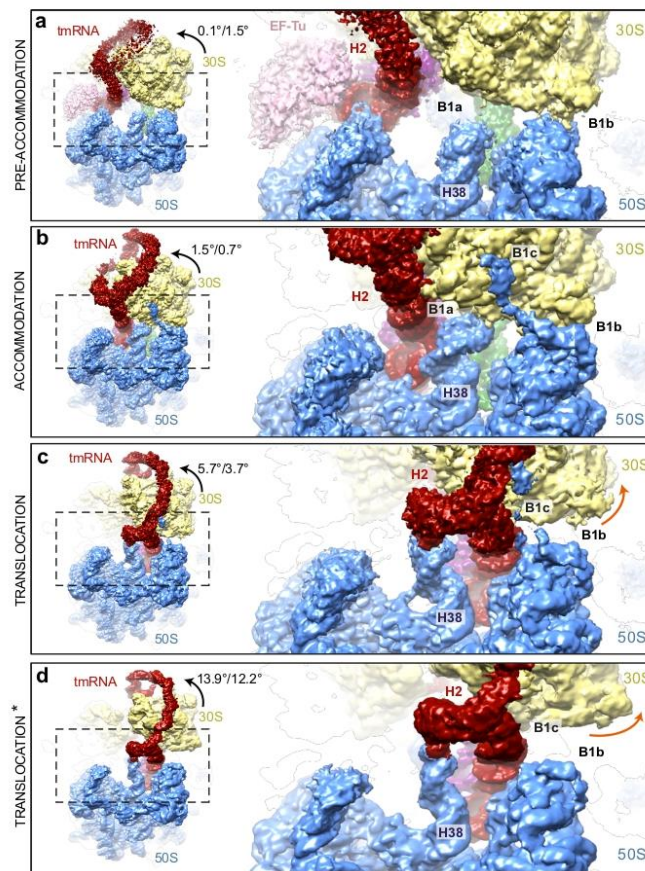 a
PRE-ACCOMMODATION
tmRNA
0.1°/1.5°
30S
50S
EF-Tu
H2
30S
B1a
B1b
H38
50S
b
ACCOMMODATION
tmRNA
1.5°/0.7°
30S
50S
30S
B1c
H2
B1a
B1b
H38
50S
c
TRANSLOCATION
tmRNA
5.7°/3.7°
30S
50S
H2
30S
B1c
B1b
H38
50S
d
TRANSLOCATION*
tmRNA
13.9°/12.2°
30S
50S
H2
30S
B1c
B1b
H38
50S